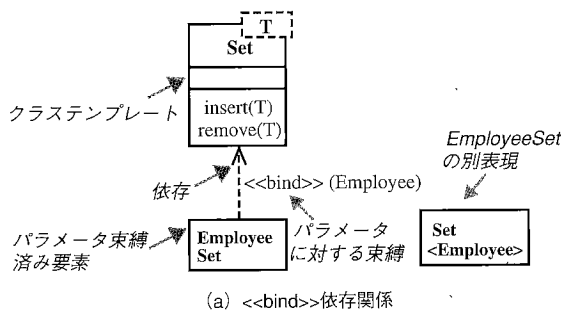 T
Set
クラステンプレート
insert(T)
remove(T)
EmployeeSet
の別表現
依存
<<bind>> (Employee)
パラメータ束縛
済み要素
Employee
Set
パラメータ
に対する束縛
Set
<Employee>
(a) <<bind>>依存関係